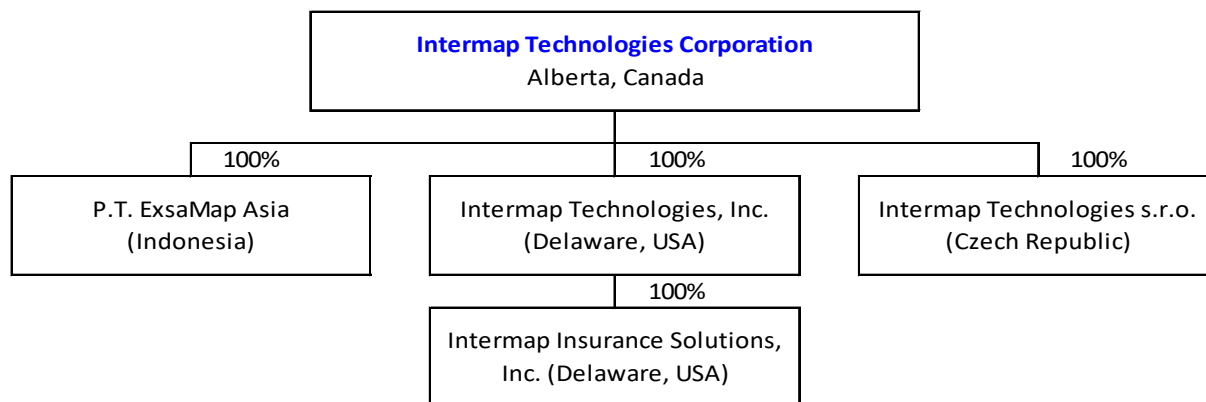 Intermap Technologies Corporation
Alberta, Canada
100%
100%
100%
P.T. ExsaMap Asia
(Indonesia)
Intermap Technologies, Inc.
(Delaware, USA)
Intermap Technologies s.r.o.
(Czech Republic)
100%
Intermap Insurance Solutions,
Inc. (Delaware, USA)